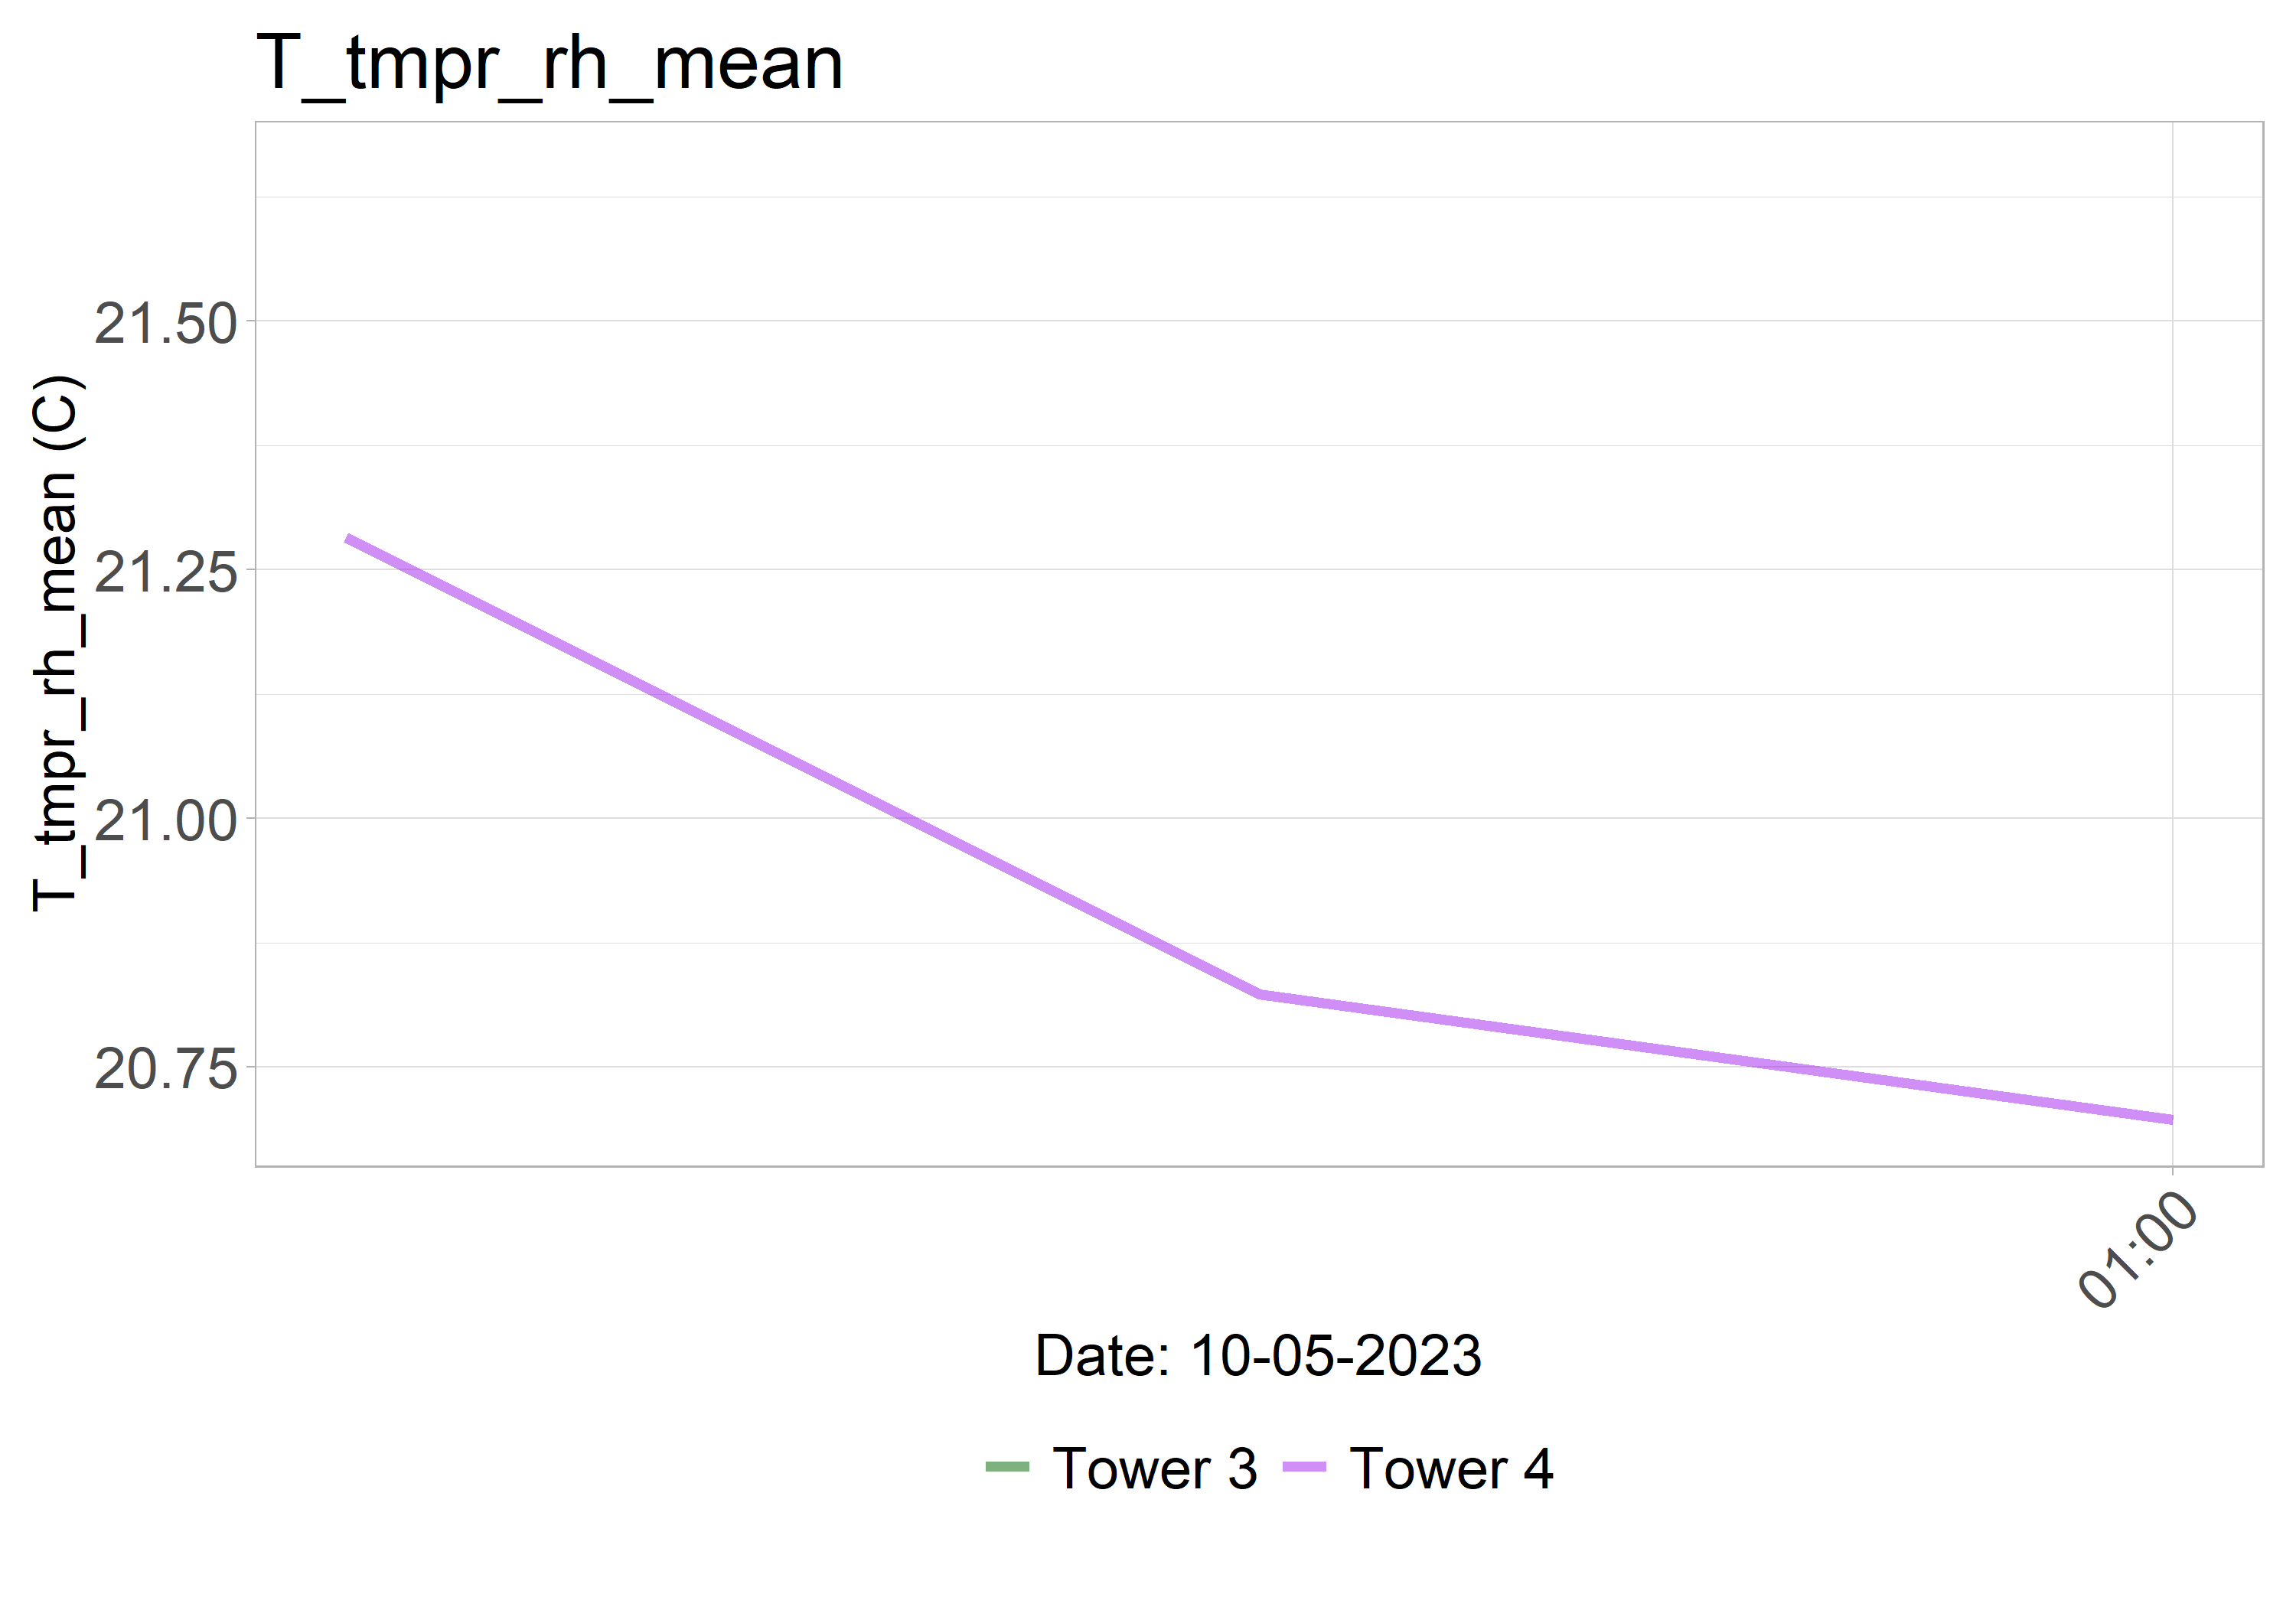 T_tmpr_rh_mean
T_tmpr_rh_mean (C)
21.50
21.25
21.00
20.75
01:00
Date: 10-05-2023
Tower 3 Tower 4